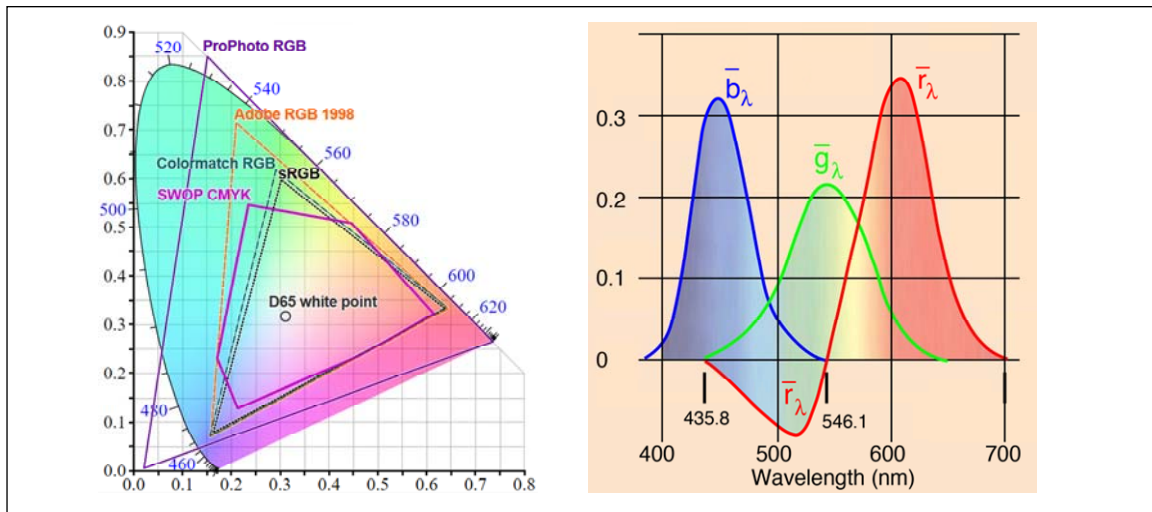 0.9
ProPhoto RGB
520
0.8
540
0.7
Adobe RGB 1998
560
Colormatch RGB
sRGB
0.6
SWOP CMYK
500
580
0.5
0.4
600
D65 white point
620
0.3
0.2
480
0.1
460
0.0
0.0 0.1 0.2 0.3 0.4 0.5 0.6 0.7 0.8
b̅λ
r̅λ
0.3
g̅λ
0.2
0.1
0
r̅λ
435.8
546.1
400 500 600 700
Wavelength (nm)